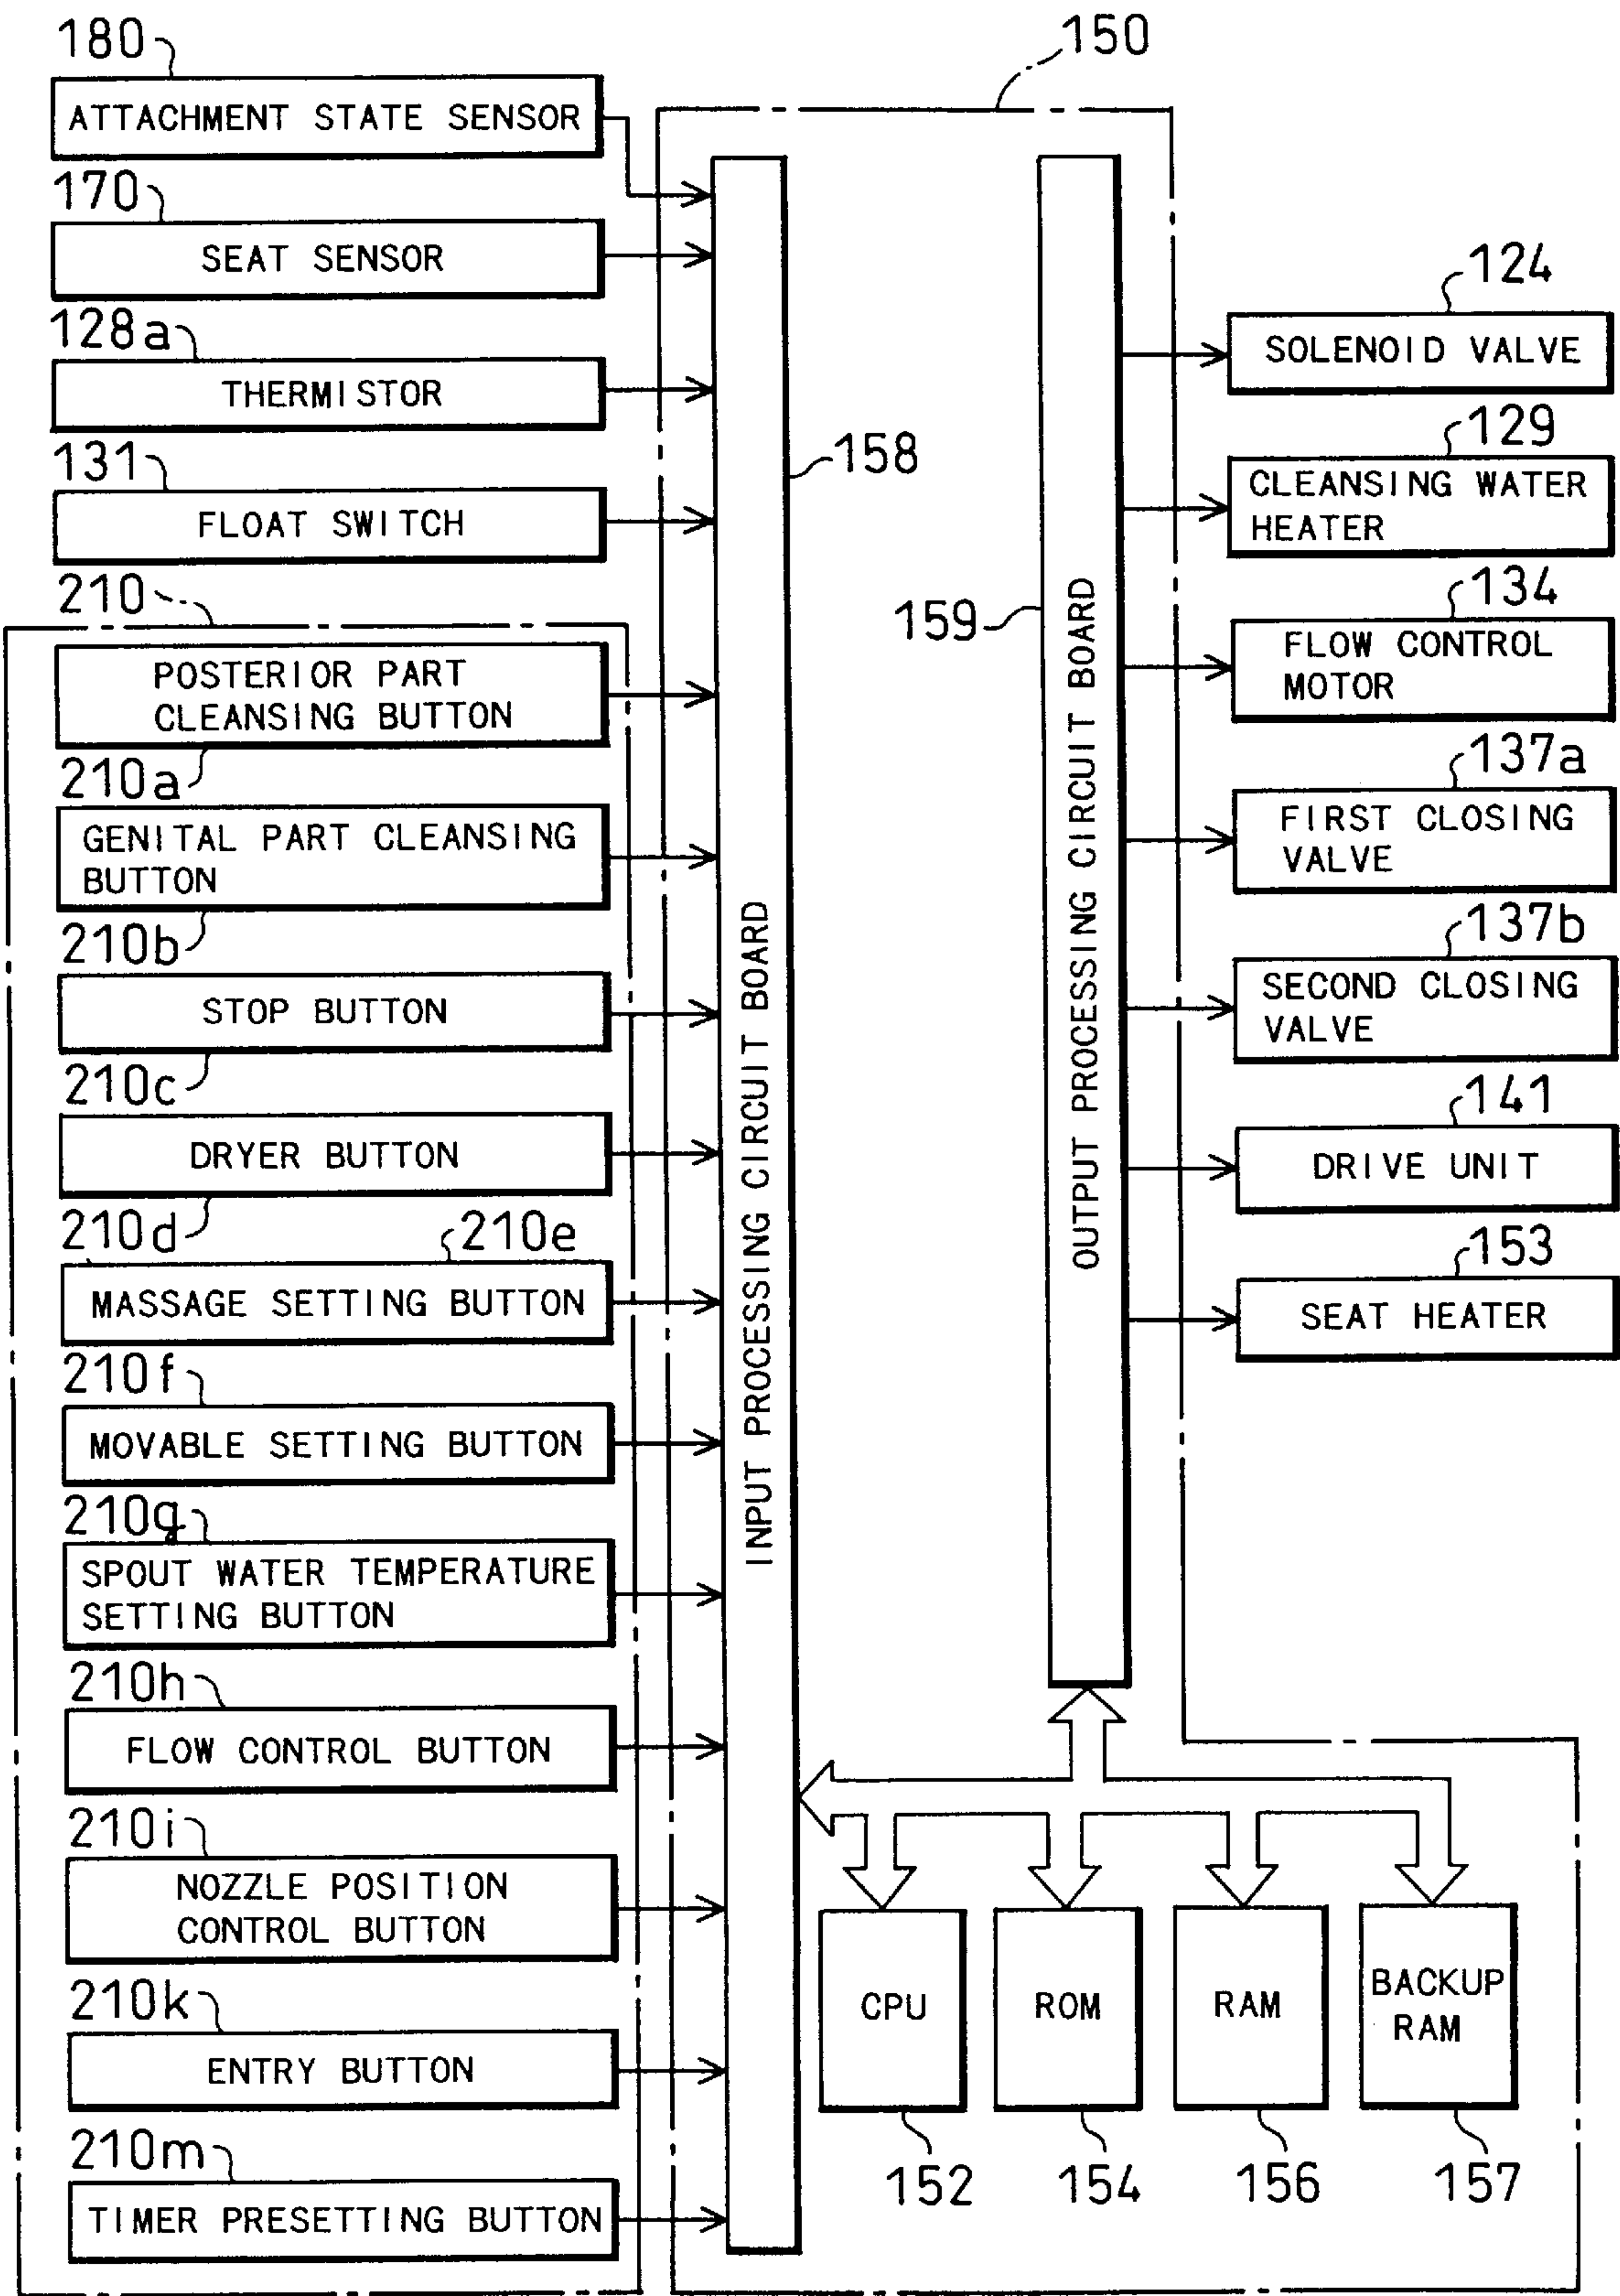 180
150
ATTACHMENT STATE SENSOR
170
SEAT SENSOR
128a
THERMISTOR
131
FLOAT SWITCH
210
POSTERIOR PART
CLEANSING BUTTON
210a
GENITAL PART CLEANSING
BUTTON
210b
STOP BUTTON
210c
DRYER BUTTON
210d
210e
MASSAGE SETTING BUTTON
210f
MOVABLE SETTING BUTTON
210g
SPOUT WATER TEMPERATURE
SETTING BUTTON
210h
FLOW CONTROL BUTTON
210i
NOZZLE POSITION
CONTROL BUTTON
210k
ENTRY BUTTON
210m
TIMER PRESETTING BUTTON
158
INPUT PROCESSING CIRCUIT BOARD
159
OUTPUT PROCESSING CIRCUIT BOARD
124
SOLENOID VALVE
129
CLEANSING WATER
HEATER
134
FLOW CONTROL
MOTOR
137a
FIRST CLOSING
VALVE
137b
SECOND CLOSING
VALVE
141
DRIVE UNIT
153
SEAT HEATER
CPU
ROM
RAM
BACKUP
RAM
152
154
156
157